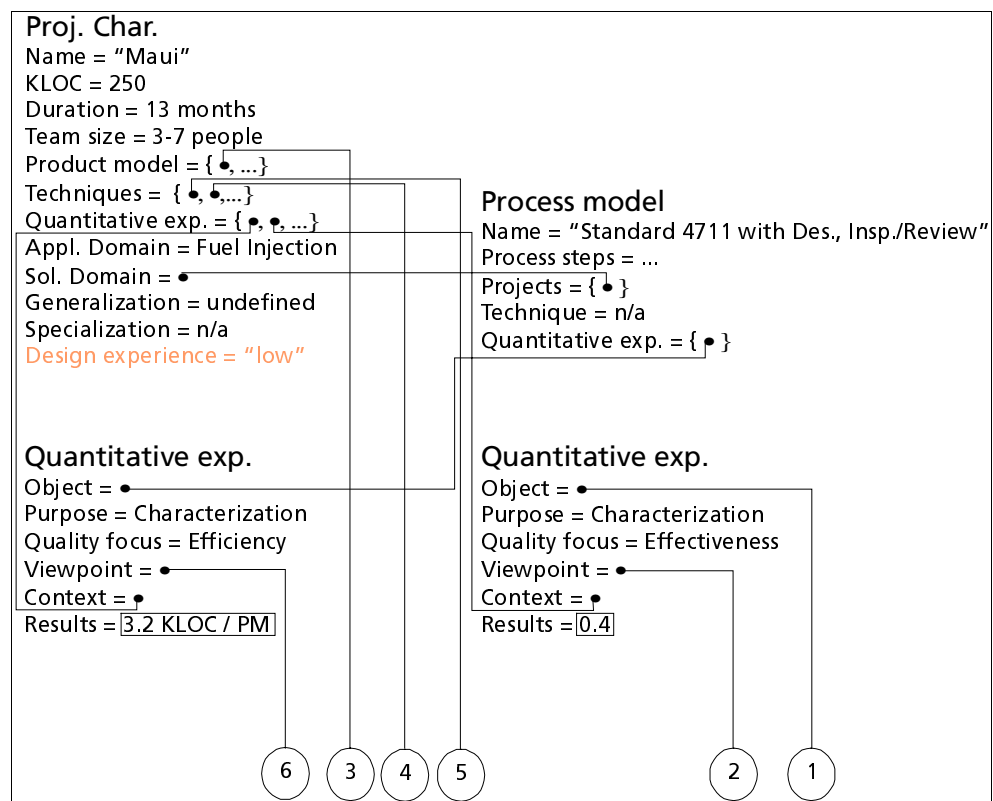 Proj. Char.
Name = “Maui”
KLOC = 250
Duration = 13 months
Team size = 3-7 people
Product model = { •, ...}
Techniques = { •, •,...}
Quantitative exp. = { •, •, ...}
Appl. Domain = Fuel Injection
Sol. Domain = •
Generalization = undefined
Specialization = n/a
Design experience = “low”
Process model
Name = “Standard 4711 with Des., Insp./Review”
Process steps = ...
Projects = { • }
Technique = n/a
Quantitative exp. = { • }
Quantitative exp.
Object = •
Purpose = Characterization
Quality focus = Efficiency
Viewpoint = •
Context = •
Results = 3.2 KLOC / PM
Quantitative exp.
Object = •
Purpose = Characterization
Quality focus = Effectiveness
Viewpoint = •
Context = •
Results = 0.4
6 3 4 5 2 1